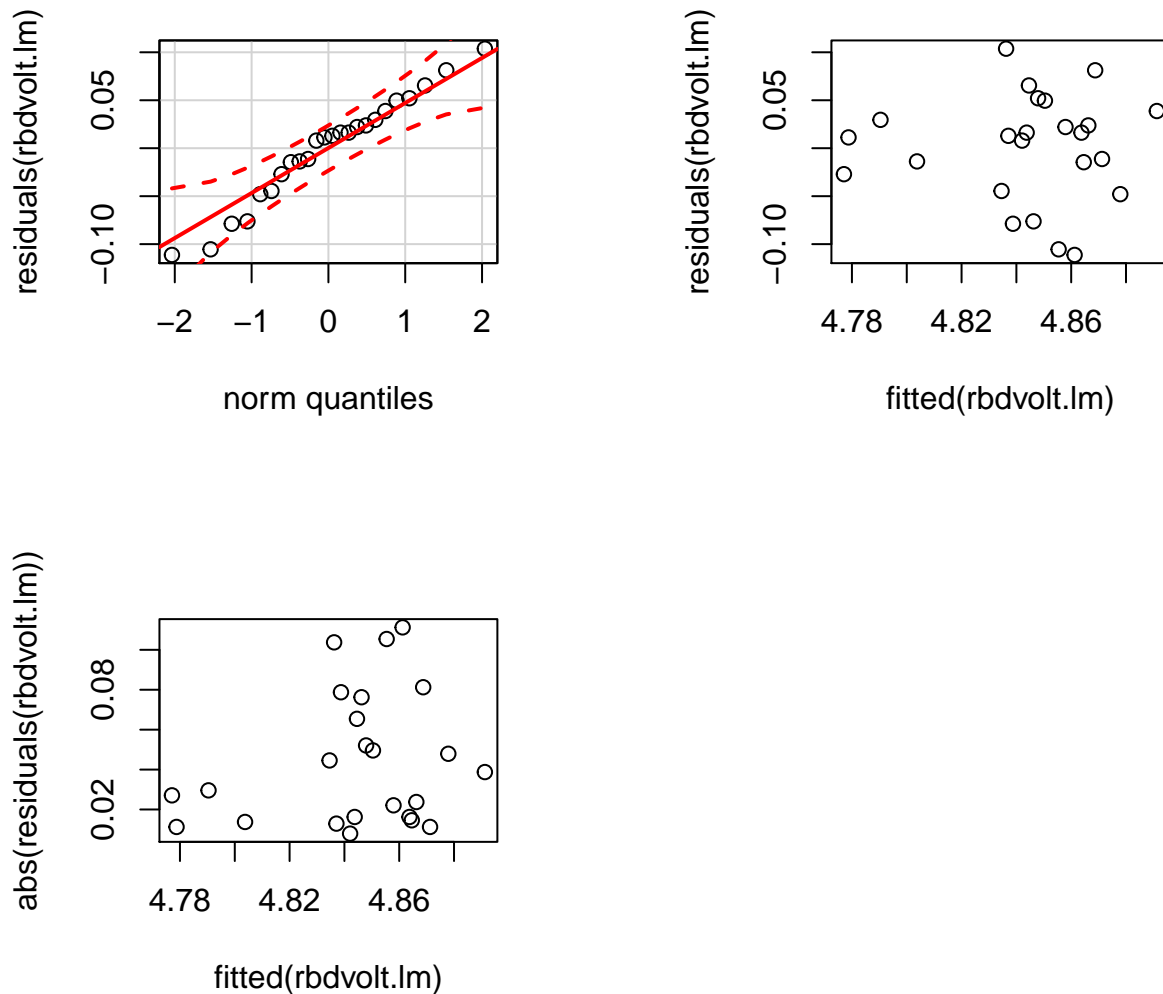 residuals(rbdvolt.lm)
0.05
−0.10
−2
−1
0
1
2
norm quantiles
residuals(rbdvolt.lm)
0.05
−0.10
4.78
4.82
4.86
fitted(rbdvolt.lm)
abs(residuals(rbdvolt.lm))
0.08
0.02
4.78
4.82
4.86
fitted(rbdvolt.lm)